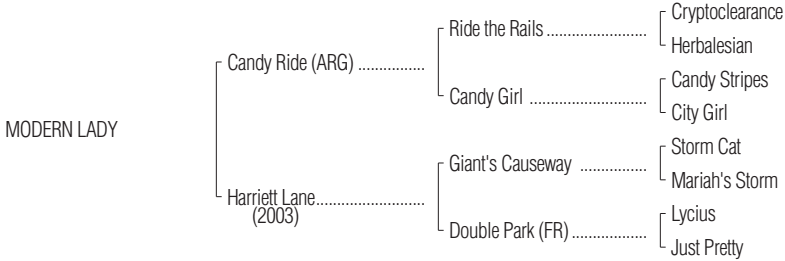 Cryptoclearance
Ride the Rails ........................
Herbalesian
Candy Ride (ARG) ................
Candy Stripes
Candy Girl ............................
City Girl
MODERN LADY
Storm Cat
Giant's Causeway ................
Mariah's Storm
Harriett Lane..........................
(2003)
Lycius
Double Park (FR) ..................
Just Pretty